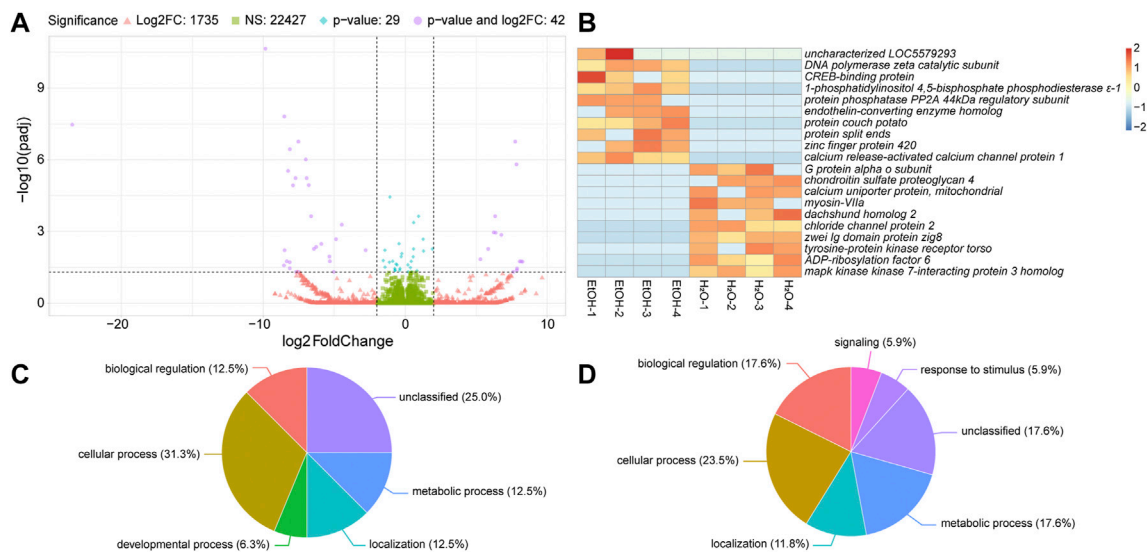 A
Significance Log2FC: 1735 NS: 22427 p-value: 29 p-value and log2FC: 42
−log10(padj)
9
6
3
0
−20
−10
0
10
log2FoldChange
B
uncharacterized LOC5579293
DNA polymerase zeta catalytic subunit
CREB-binding protein
1-phosphatidylinositol 4,5-bisphosphate phosphodiesterase ε-1
protein phosphatase PP2A 44kDa regulatory subunit
endothelin-converting enzyme homolog
protein couch potato
protein split ends
zinc finger protein 420
calcium release-activated calcium channel protein 1
G protein alpha o subunit
chondroitin sulfate proteoglycan 4
calcium uniporter protein, mitochondrial
myosin-VIIa
dachshund homolog 2
chloride channel protein 2
zwei Ig domain protein zig8
tyrosine-protein kinase receptor torso
ADP-ribosylation factor 6
mapk kinase kinase 7-interacting protein 3 homolog
EtOH-1
EtOH-2
EtOH-3
EtOH-4
H₂O-1
H₂O-2
H₂O-3
H₂O-4
2
1
0
−1
−2
C
biological regulation (12.5%)
unclassified (25.0%)
cellular process (31.3%)
metabolic process (12.5%)
developmental process (6.3%)
localization (12.5%)
D
signaling (5.9%)
biological regulation (17.6%)
response to stimulus (5.9%)
unclassified (17.6%)
cellular process (23.5%)
metabolic process (17.6%)
localization (11.8%)